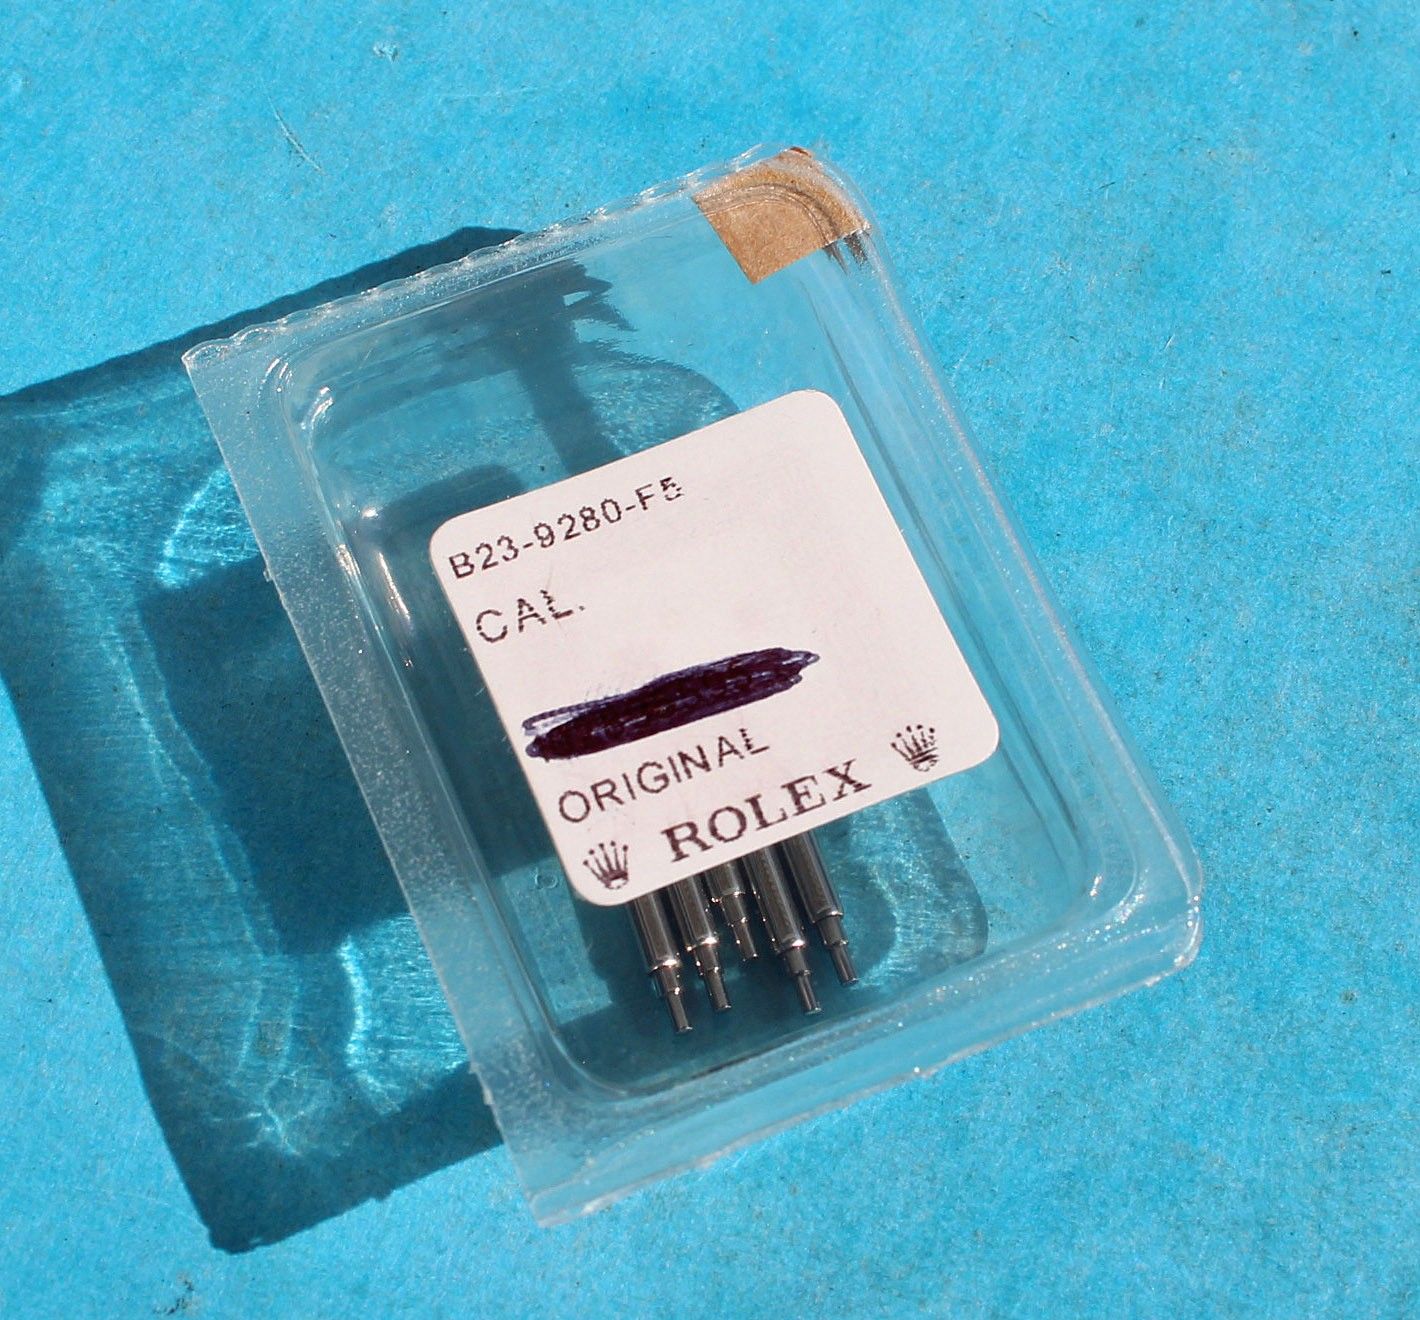 B23-9280-F5
CAL.
ORIGINAL
ROLEX